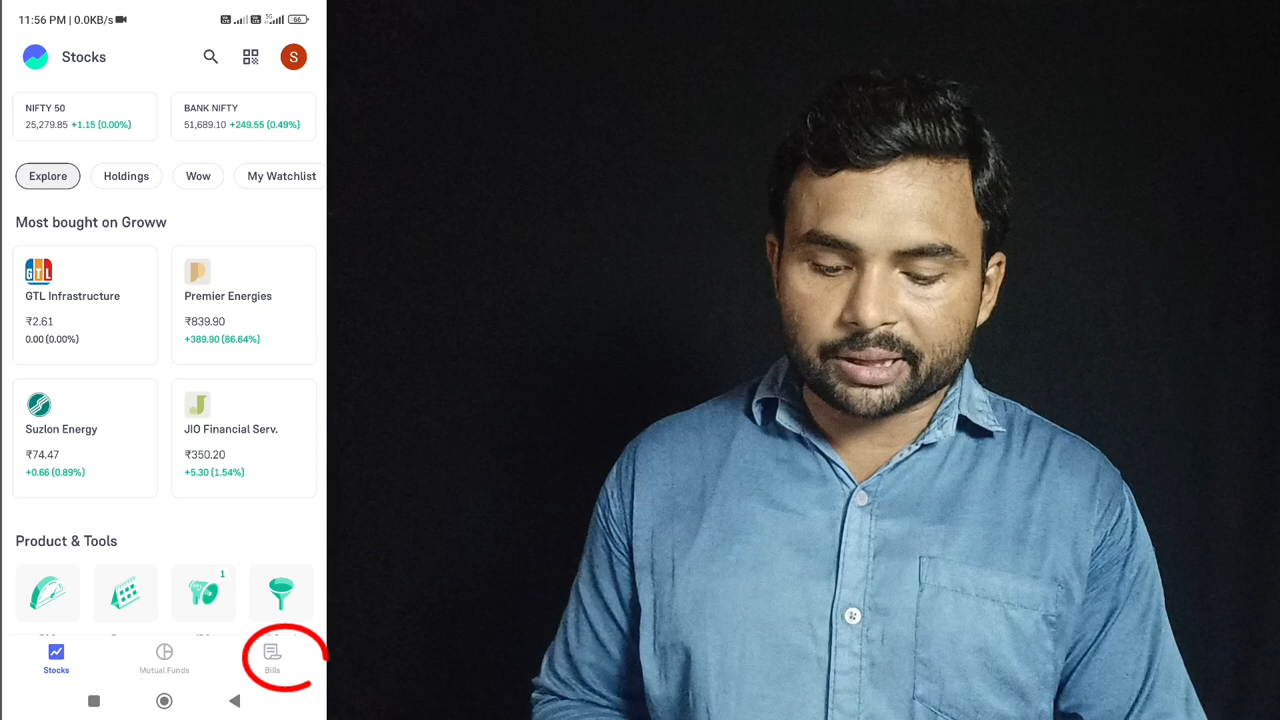 11:56 PM | 0.0KB/s
66
Stocks
S
NIFTY 50
25,279.85 +1.15 (0.00%)
BANK NIFTY
51,689.10 +249.55 (0.49%)
Explore
Holdings
Wow
My Watchlist
Most bought on Groww
GTL
GTL Infrastructure
₹2.61
0.00 (0.00%)
Premier Energies
₹839.90
+389.90 (86.64%)
Suzlon Energy
₹74.47
+0.66 (0.89%)
JIO Financial Serv.
₹350.20
+5.30 (1.54%)
Product & Tools
1
Stocks
Mutual Funds
Bills